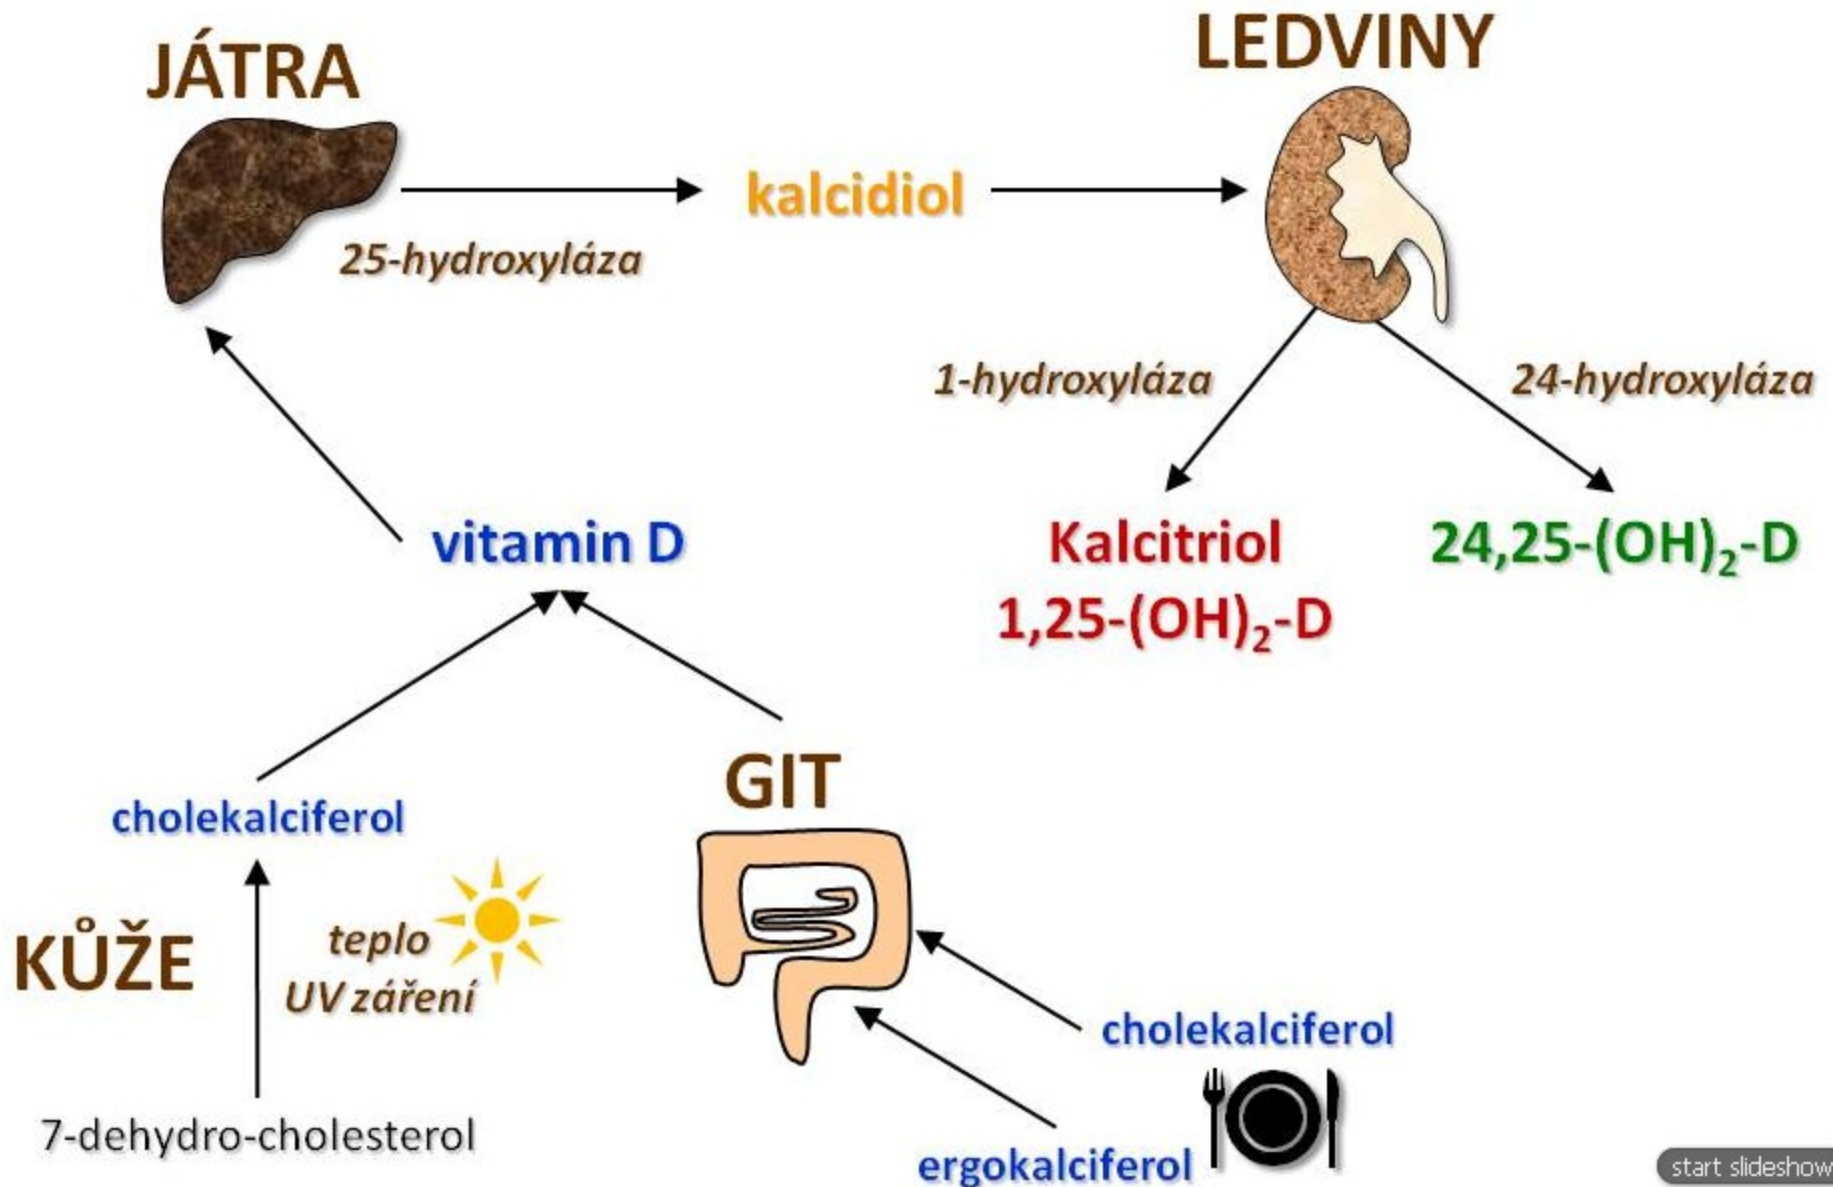 JÁTRA
LEDVINY
kalcidiol
25-hydroxyláza
1-hydroxyláza
24-hydroxyláza
vitamin D
Kalcitriol
1,25-(OH)₂-D
24,25-(OH)₂-D
GIT
cholekalciferol
KŮŽE
teplo
UV záření
cholekalciferol
7-dehydro-cholesterol
ergokalciferol
start slideshow